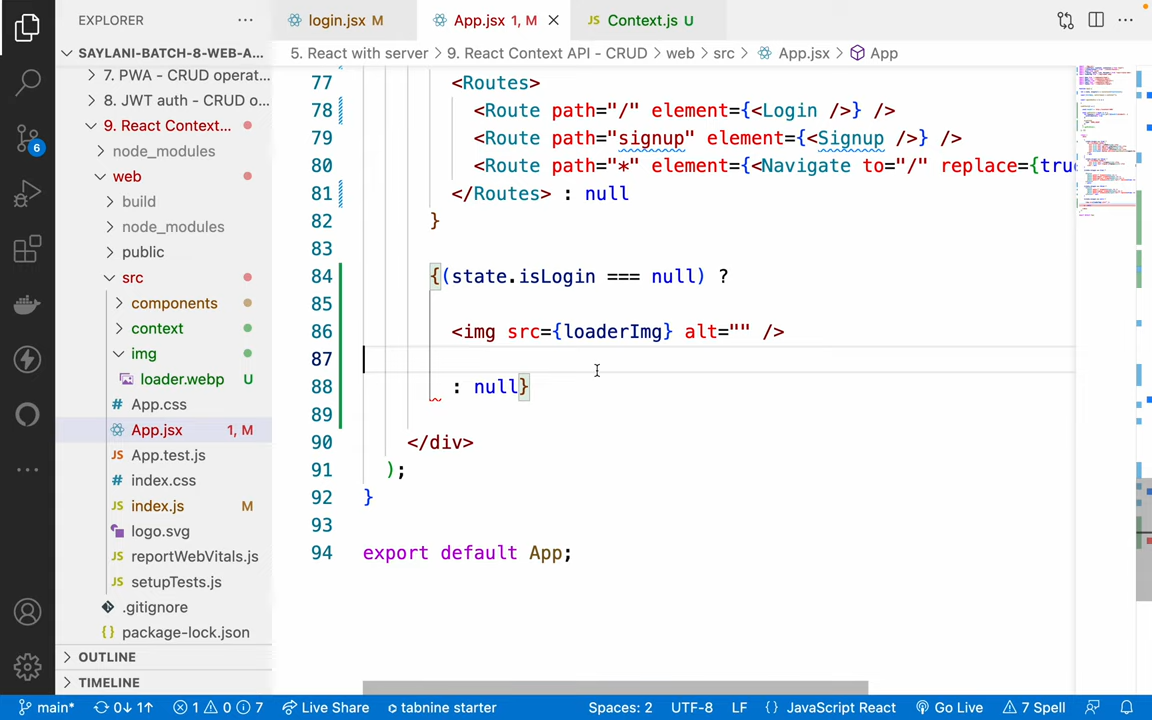 EXPLORER
login.jsx M
App.jsx 1, M
JS Context.js U
SAYLANI-BATCH-8-WEB-A...
5. React with server > 9. React Context API - CRUD > web > src > App.jsx > App
7. PWA - CRUD operat...
8. JWT auth - CRUD o...
9. React Context...
node_modules
web
build
node_modules
public
src
components
context
img
loader.webp U
# App.css
App.jsx 1, M
JS App.test.js
# index.css
JS index.js M
logo.svg
JS reportWebVitals.js
JS setupTests.js
.gitignore
{} package-lock.json
OUTLINE
TIMELINE
6
77 <Routes>
78 <Route path="/" element={<Login />} />
79 <Route path="signup" element={<Signup />} />
80 <Route path="*" element={<Navigate to="/" replace={tru
81 </Routes> : null
82 }
83
84 {(state.isLogin === null) ?
85
86 <img src={loaderImg} alt="" />
87
88 : null}
89
90 </div>
91 );
92 }
93
94 export default App;
main* 0↓ 1↑ 1 0 7 Live Share tabnine starter Spaces: 2 UTF-8 LF {} JavaScript React Go Live 7 Spell